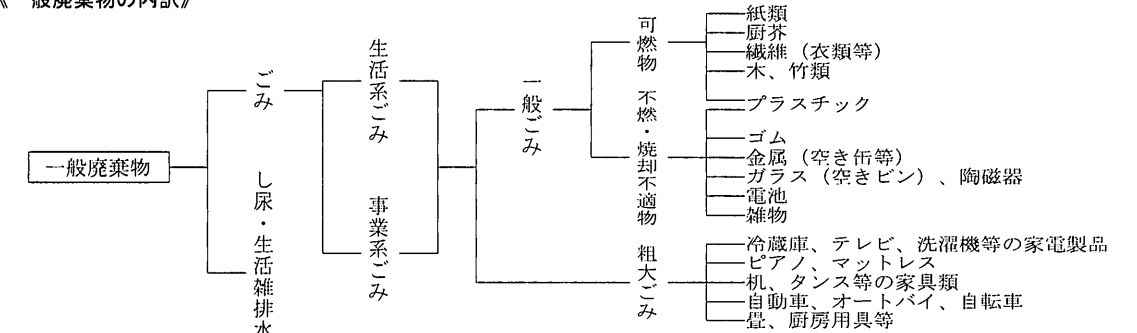 《一般廃棄物の内訳》
一般廃棄物
ごみ
し尿・生活雑排水
生活系ごみ
事業系ごみ
一般ごみ
可燃物
不燃・焼却不適物
粗大ごみ
紙類
厨芥
繊維（衣類等）
木、竹類
プラスチック
ゴム
金属（空き缶等）
ガラス（空きビン）、陶磁器
電池
雑物
冷蔵庫、テレビ、洗濯機等の家電製品
ピアノ、マットレス
机、タンス等の家具類
自動車、オートバイ、自転車
畳、厨房用具等